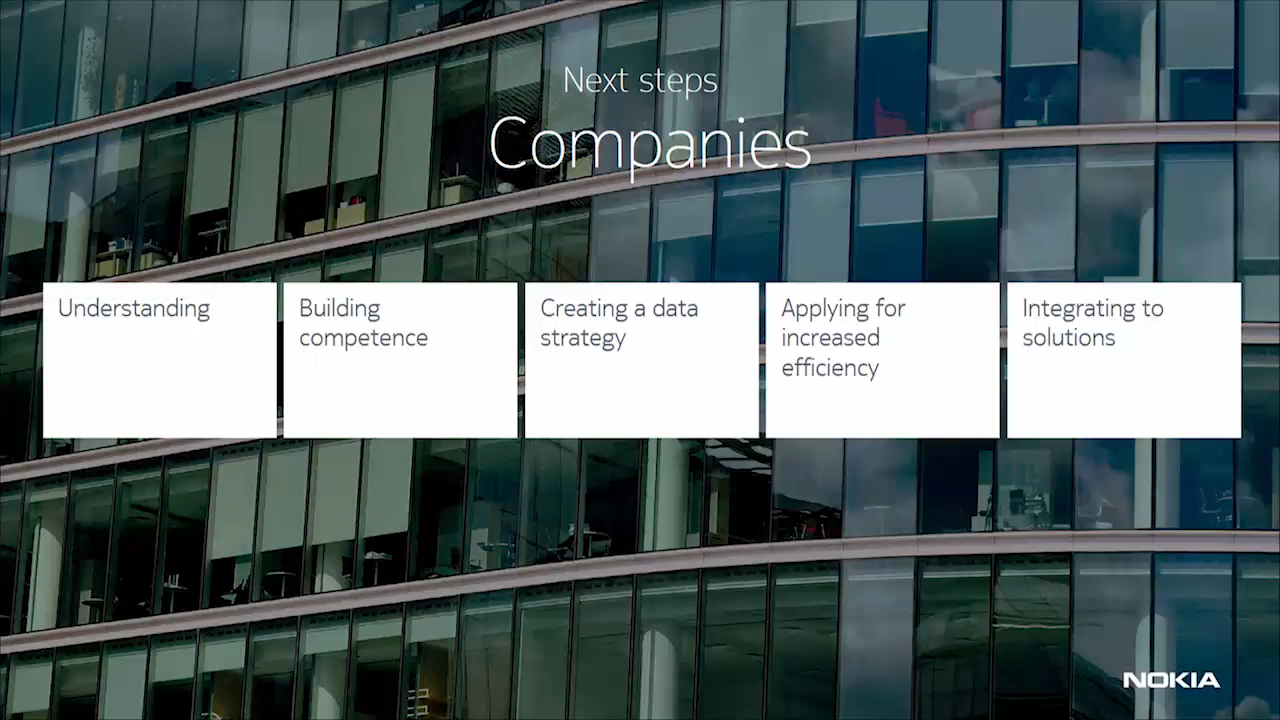 Next steps
Companies
Understanding
Building
competence
Creating a data
strategy
Applying for
increased
efficiency
Integrating to
solutions
NOKIA